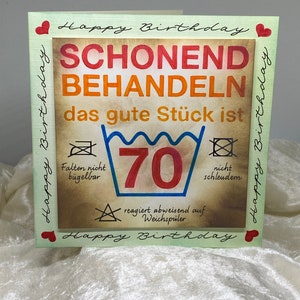 Happy Birthday
SCHONEND
BEHANDELN
das gute Stück ist
70
Falten nicht
bügelbar
nicht
schleudern
reagiert abweisend auf
Weichspüler
Happy Birthday
Happy Birthday
Happy Birthday